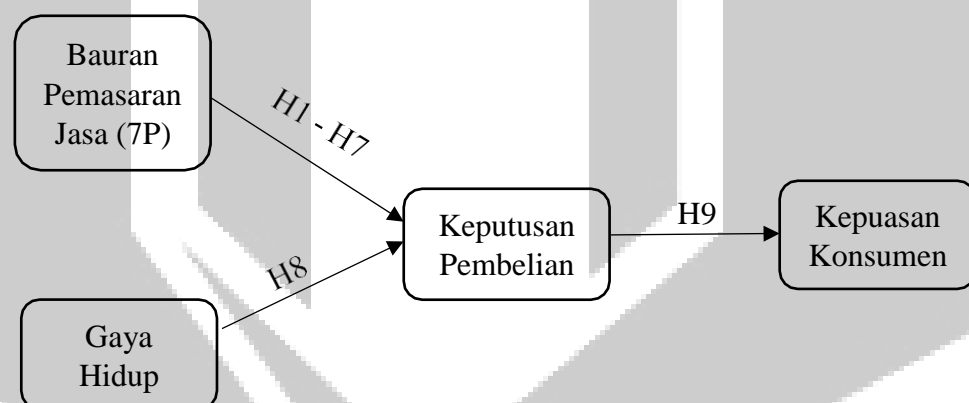 Bauran
Pemasaran
Jasa (7P)
H1 - H7
Keputusan
Pembelian
H9
Kepuasan
Konsumen
H8
Gaya
Hidup